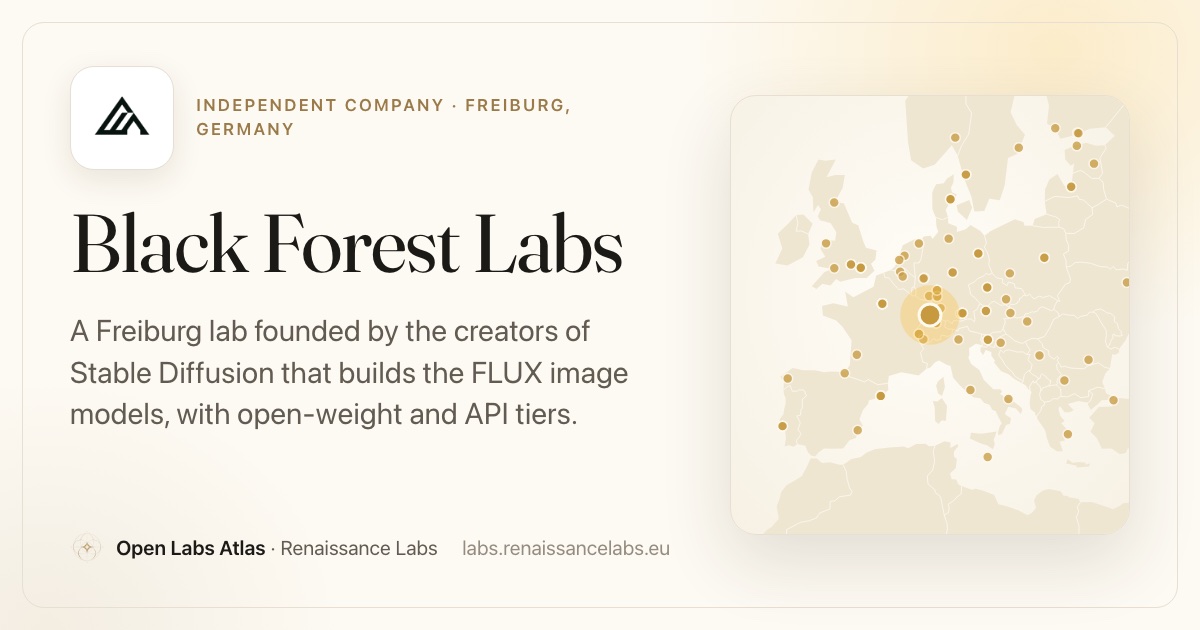 INDEPENDENT COMPANY · FREIBURG,
GERMANY
Black Forest Labs
A Freiburg lab founded by the creators of
Stable Diffusion that builds the FLUX image
models, with open-weight and API tiers.
Open Labs Atlas · Renaissance Labs labs.renaissancelabs.eu